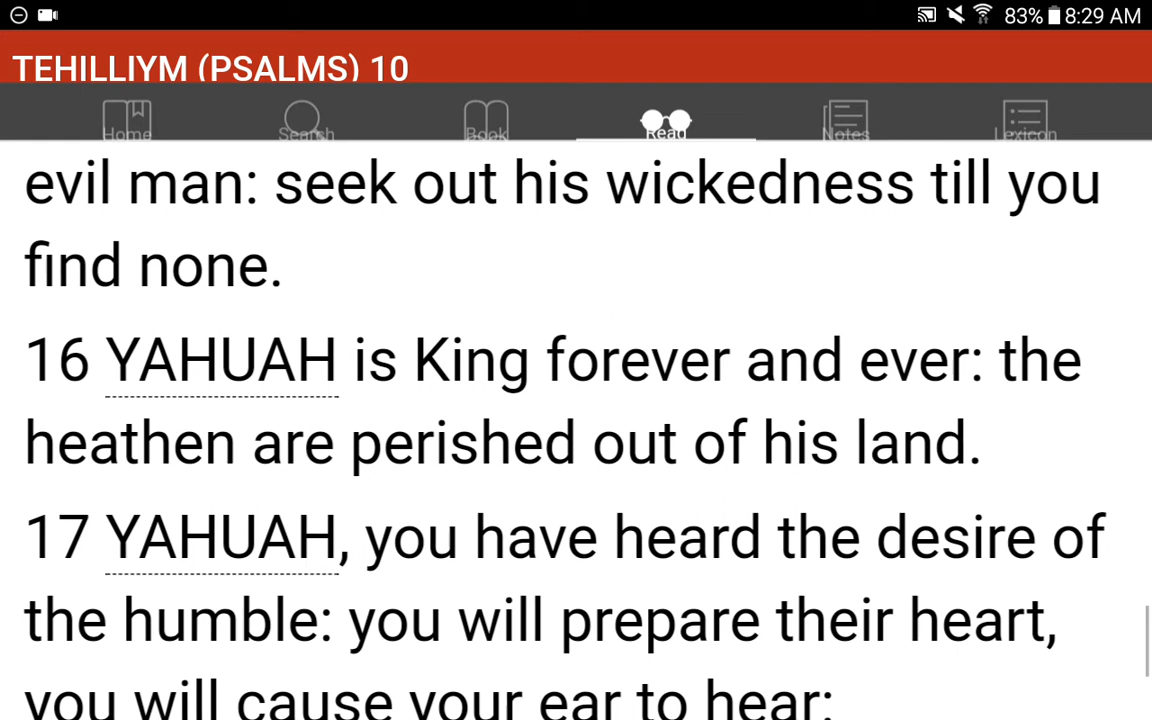 83% 8:29 AM
TEHILLIYM (PSALMS) 10
Home Search Book Read Notes Lexicon
evil man: seek out his wickedness till you
find none.
16 YAHUAH is King forever and ever: the
heathen are perished out of his land.
17 YAHUAH, you have heard the desire of
the humble: you will prepare their heart,
you will cause your ear to hear: